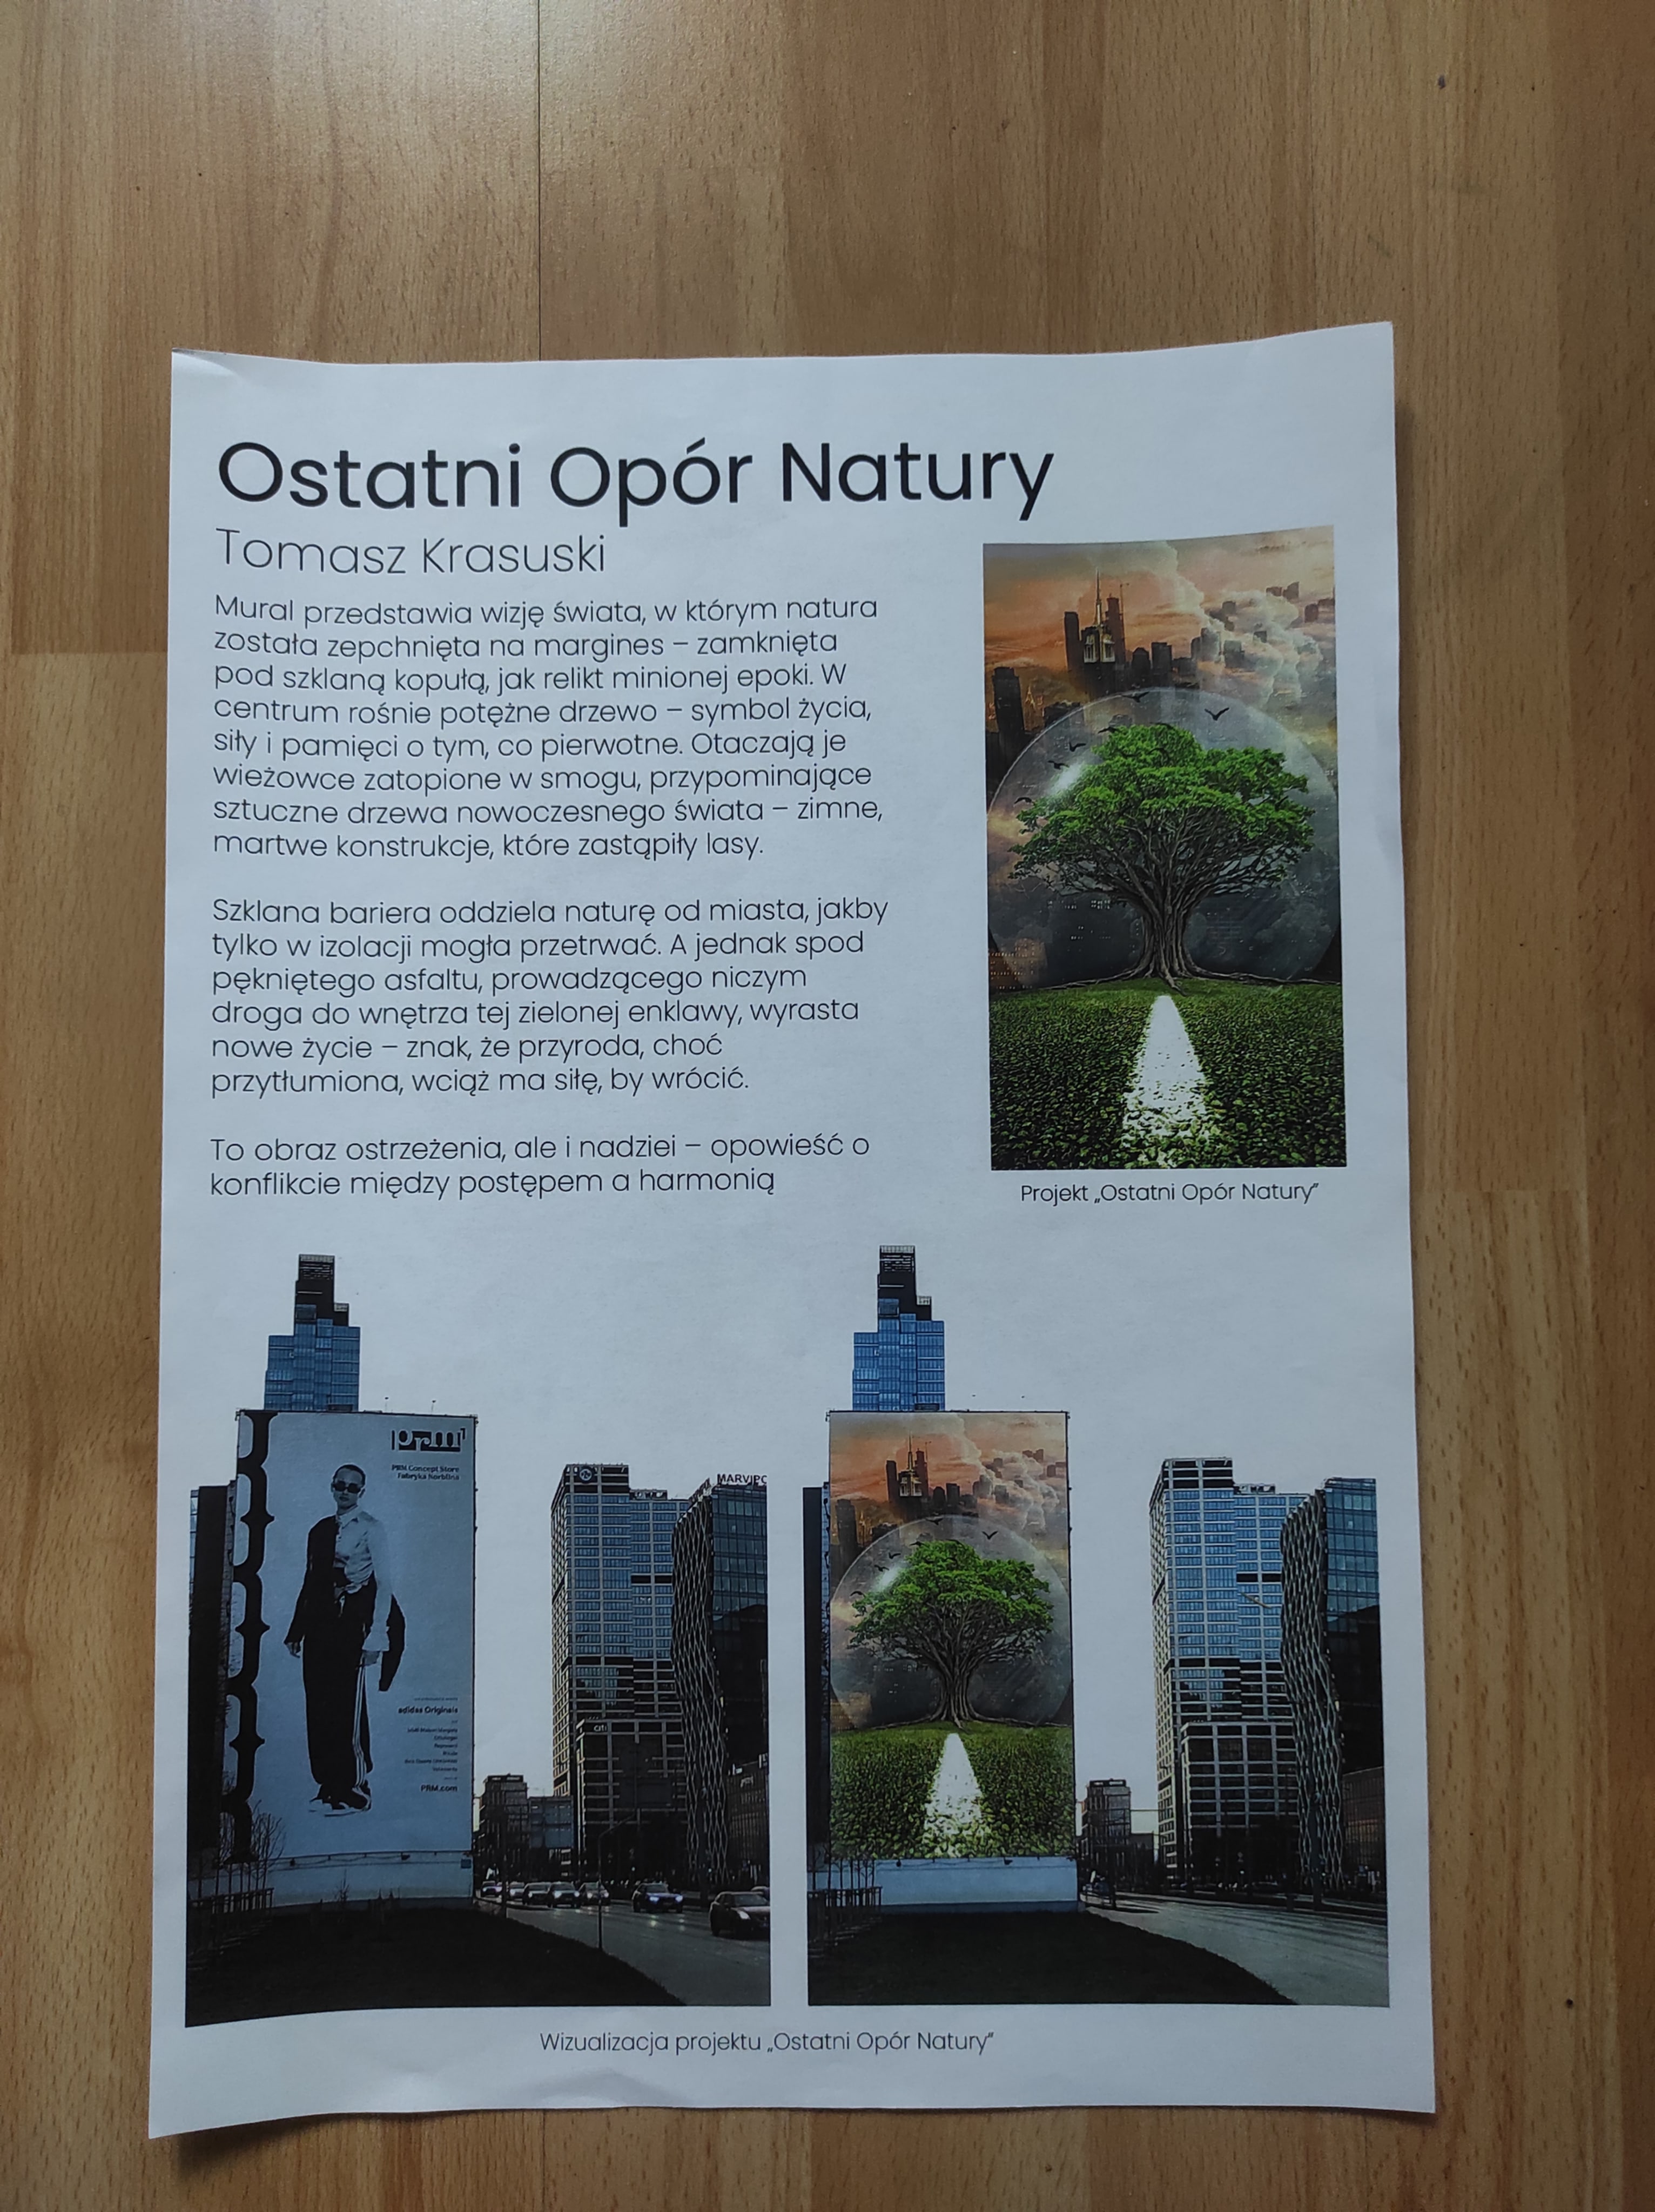 Ostatni Opór Natury
Tomasz Krasuski
Mural przedstawia wizję świata, w którym natura
została zepchnięta na margines – zamknięta
pod szklaną kopułą, jak relikt minionej epoki. W
centrum rośnie potężne drzewo – symbol życia,
siły i pamięci o tym, co pierwotne. Otaczają je
wieżowce zatopione w smogu, przypominające
sztuczne drzewa nowoczesnego świata – zimne,
martwe konstrukcje, które zastąpiły lasy.
Szklana bariera oddziela naturę od miasta, jakby
tylko w izolacji mogła przetrwać. A jednak spod
pękniętego asfaltu, prowadzącego niczym
droga do wnętrza tej zielonej enklawy, wyrasta
nowe życie – znak, że przyroda, choć
przytłumiona, wciąż ma siłę, by wrócić.
To obraz ostrzeżenia, ale i nadziei – opowieść o
konflikcie między postępem a harmonią
Projekt „Ostatni Opór Natury”
prm
PRM Concept Store
Fabryka Norblina
MARVIPO
adidas Originals
PRM.com
citi
Wizualizacja projektu „Ostatni Opór Natury”